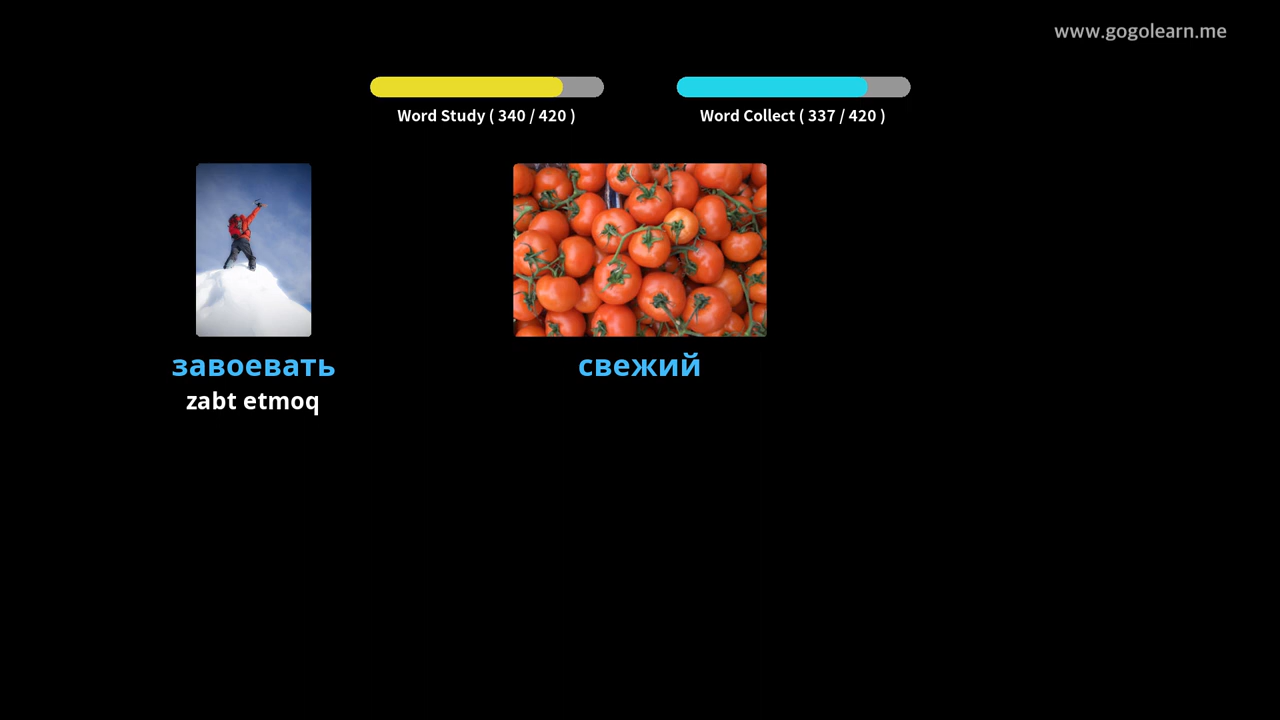 www.gogolearn.me
Word Study ( 340 / 420 )
Word Collect ( 337 / 420 )
завоевать
zabt etmoq
свежий